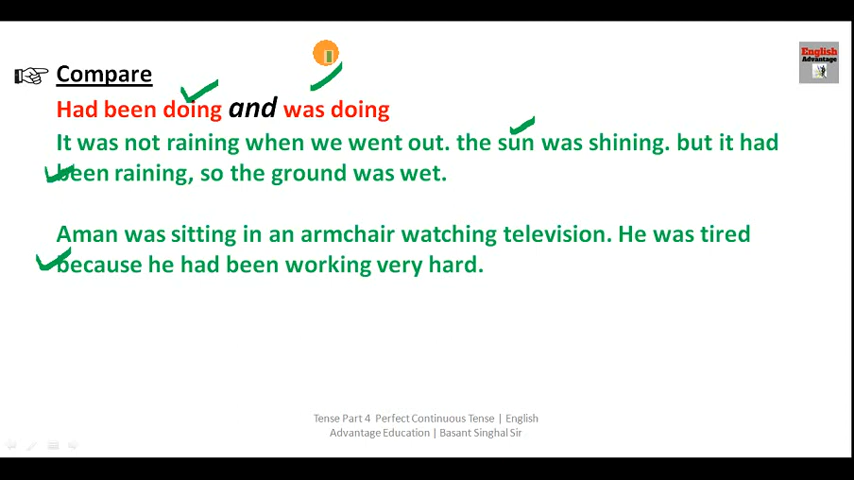 English
Advantage
Compare
Had been doing and was doing
It was not raining when we went out. the sun was shining. but it had
been raining, so the ground was wet.
Aman was sitting in an armchair watching television. He was tired
because he had been working very hard.
Tense Part 4 Perfect Continuous Tense | English
Advantage Education | Basant Singhal Sir